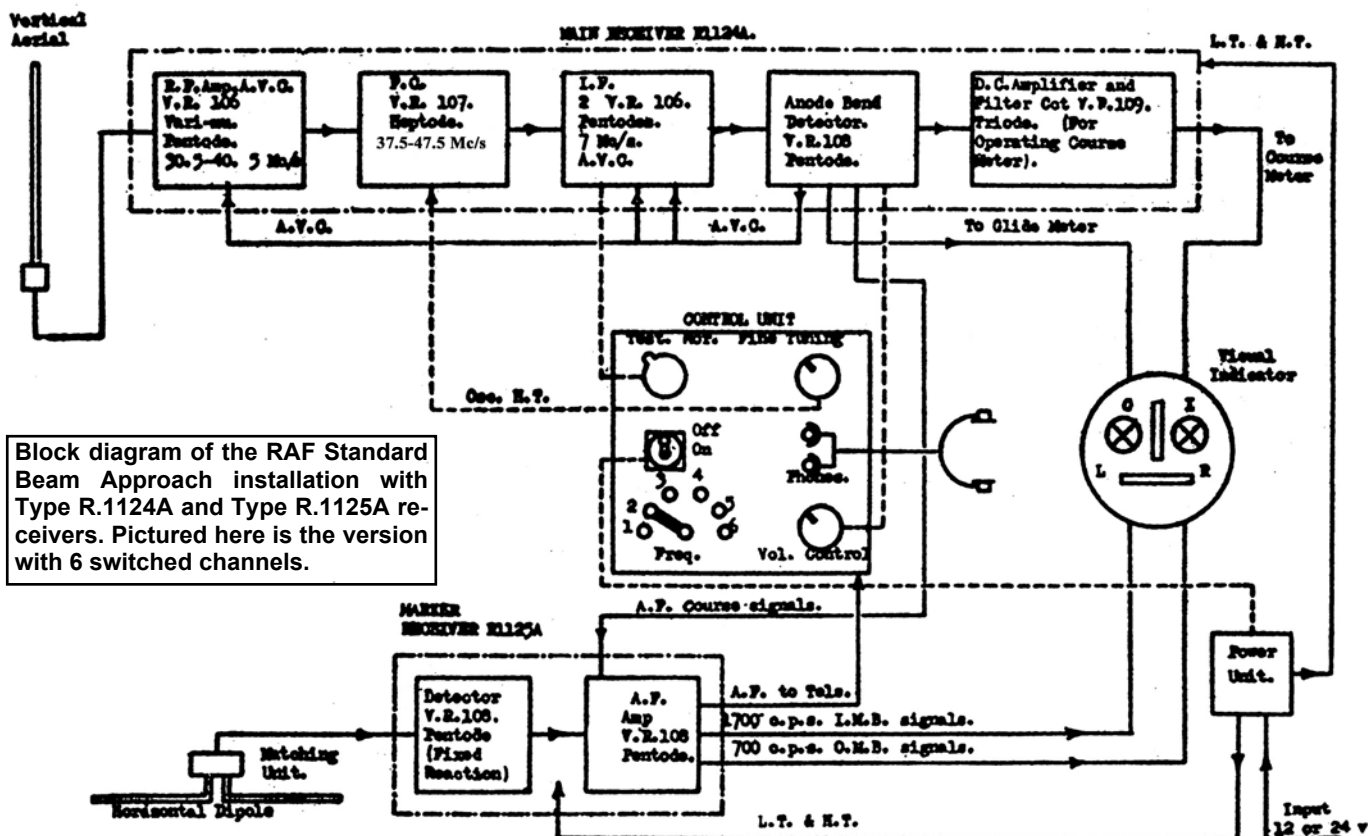 Vertical
Aerial
MAIN RECEIVER R1124A.
L.T. & H.T.
R.F.Amp.A.V.C.
V.R. 106
Vari-mu.
Pentode.
30.5-40. 5 Mc/s
F.C.
V.R. 107.
Heptode.
37.5-47.5 Mc/s
I.F.
2 V.R. 106.
Pentodes.
7 Mc/s.
A.V.C.
Anode Bend
Detector.
V.R.108
Pentode.
D.C.Amplifier and
Filter Cct V.R.109.
Triode. (For
Operating Course
Meter).
To
Course
Meter
A.V.C.
A.V.C.
To Glide Meter
CONTROL UNIT
Test. Mor. Fine Tuning
Osc. H.T.
Off
On
Phones.
1
2
3
4
5
6
Freq.
Vol. Control
Visual
Indicator
O
I
L
R
Block diagram of the RAF Standard
Beam Approach installation with
Type R.1124A and Type R.1125A re-
ceivers. Pictured here is the version
with 6 switched channels.
A.F. Course signals.
MARKER
RECEIVER R1125A
Detector
V.R.108.
Pentode
(Fixed
Reaction)
A.F.
Amp
V.R.108
Pentode.
A.F. to Tels.
1700 c.p.s. I.M.B. signals.
700 c.p.s. O.M.B. signals.
Power
Unit.
Matching
Unit.
Horizontal Dipole
L.T. & H.T.
Input
12 or 24 v